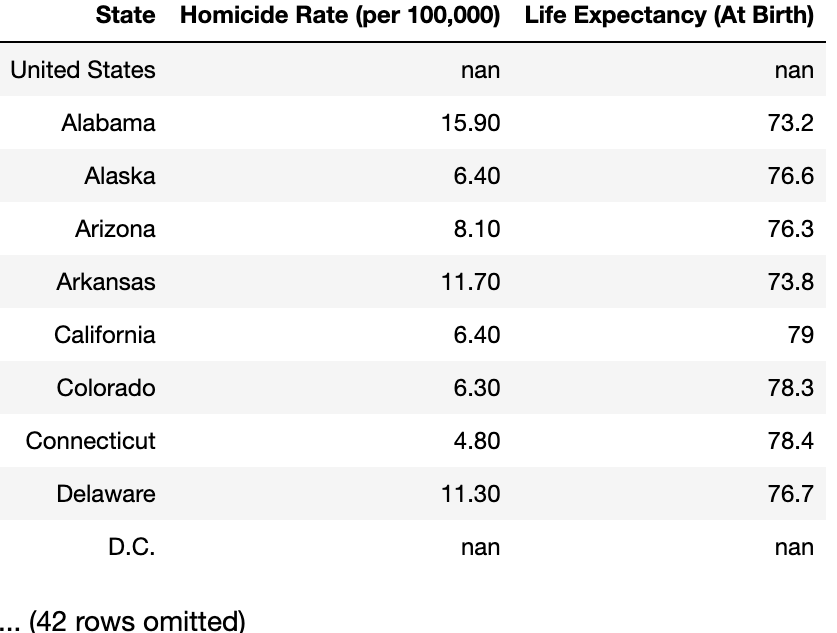 State Homicide Rate (per 100,000) Life Expectancy (At Birth)
United States nan nan
Alabama 15.90 73.2
Alaska 6.40 76.6
Arizona 8.10 76.3
Arkansas 11.70 73.8
California 6.40 79
Colorado 6.30 78.3
Connecticut 4.80 78.4
Delaware 11.30 76.7
D.C. nan nan
... (42 rows omitted)